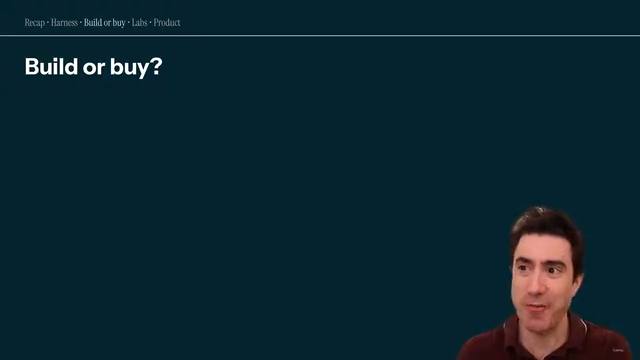 Recap • Harness • Build or buy • Labs • Product
Build or buy?